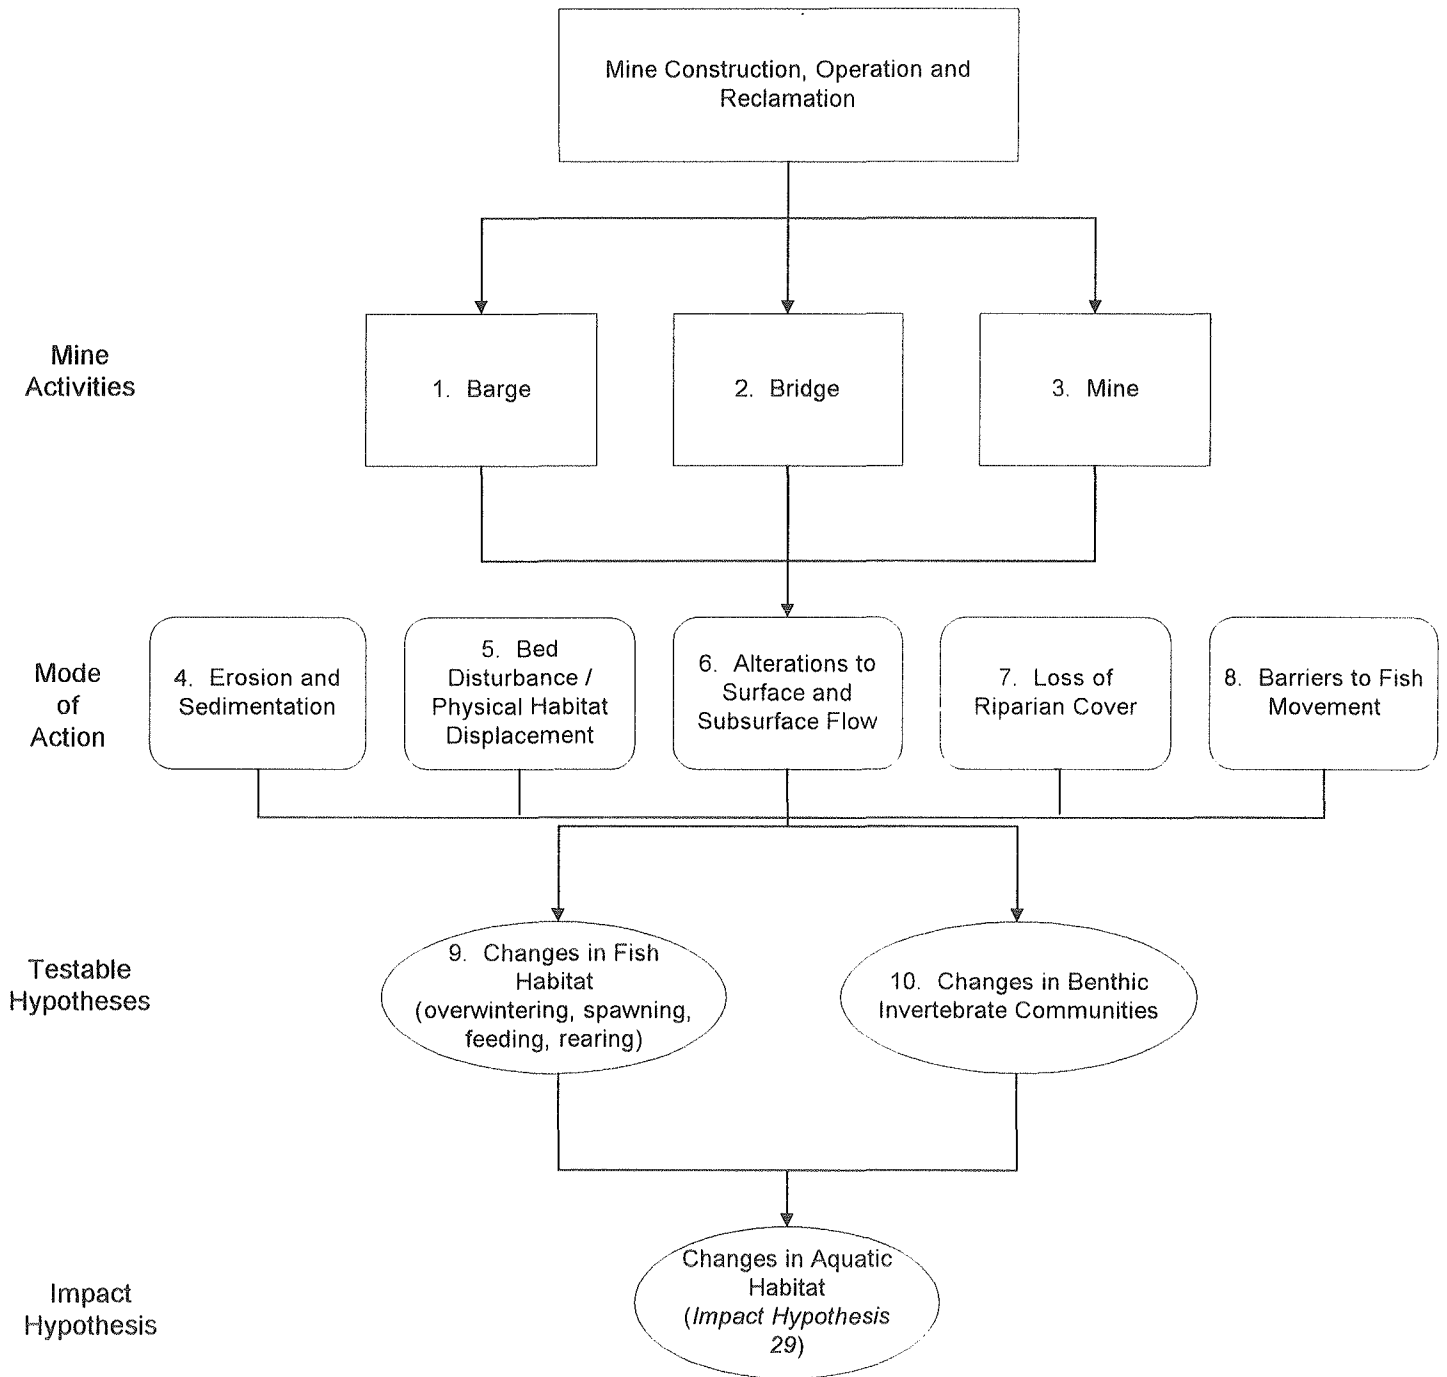 Mine Construction, Operation and
Reclamation
Mine
Activities
1. Barge
2. Bridge
3. Mine
Mode
of
Action
4. Erosion and
Sedimentation
5. Bed
Disturbance /
Physical Habitat
Displacement
6. Alterations to
Surface and
Subsurface Flow
7. Loss of
Riparian Cover
8. Barriers to Fish
Movement
Testable
Hypotheses
9. Changes in Fish
Habitat
(overwintering, spawning,
feeding, rearing)
10. Changes in Benthic
Invertebrate Communities
Impact
Hypothesis
Changes in Aquatic
Habitat
(Impact Hypothesis
29)